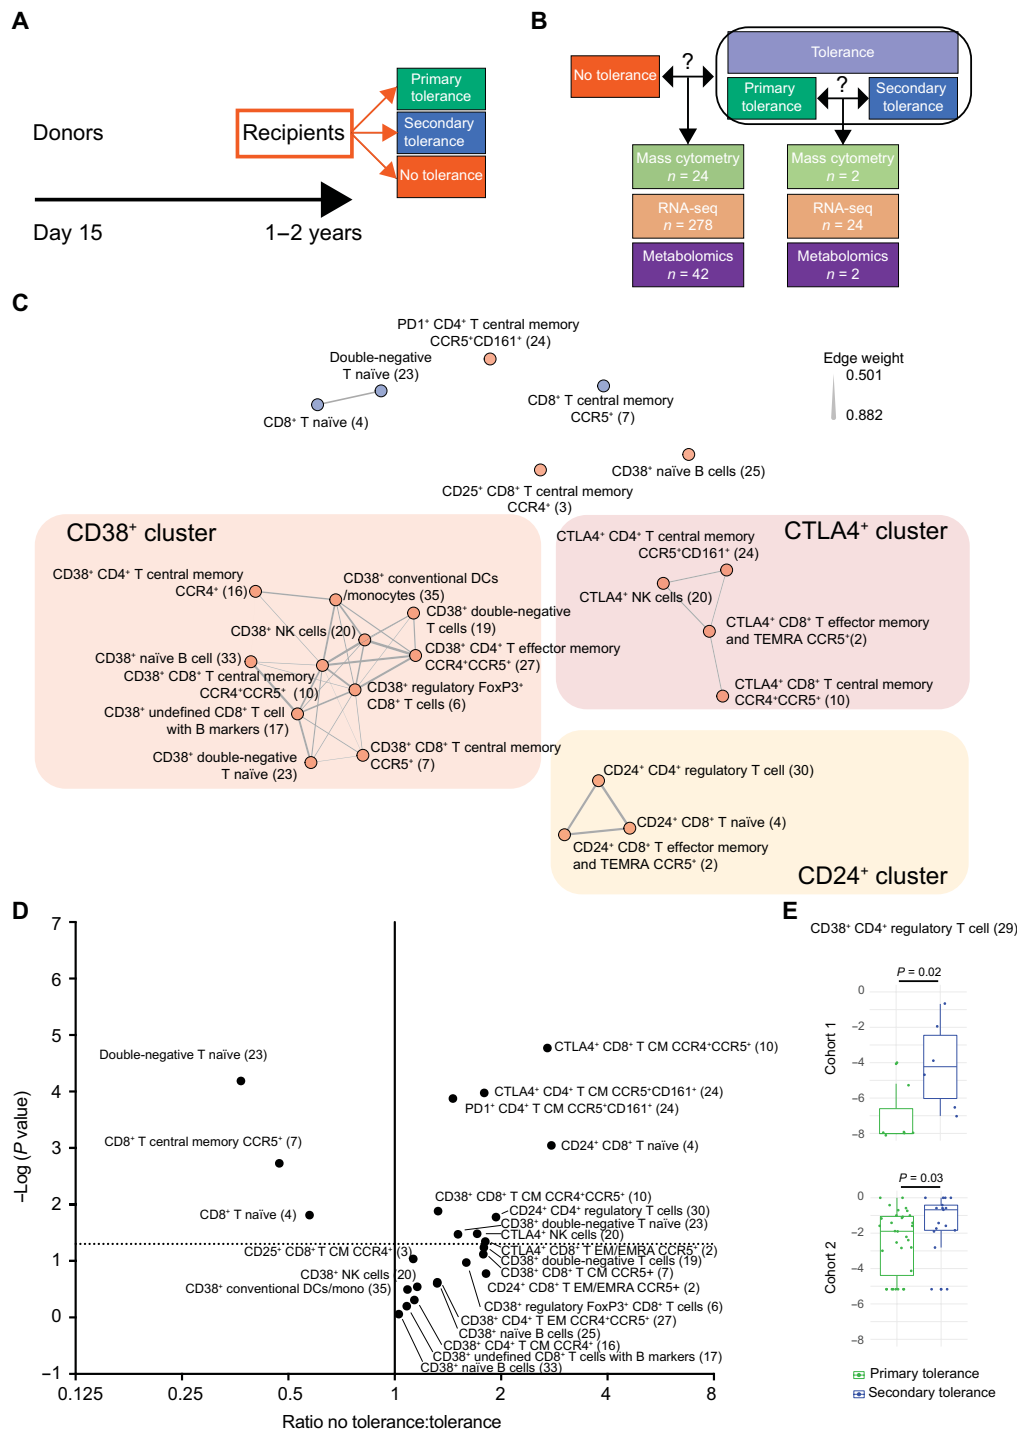 A
Donors
Recipients
Primary
tolerance
Secondary
tolerance
No tolerance
Day 15
1–2 years
B
No tolerance
?
Tolerance
Primary
tolerance
?
Secondary
tolerance
Mass cytometry
n = 24
RNA-seq
n = 278
Metabolomics
n = 42
Mass cytometry
n = 2
RNA-seq
n = 24
Metabolomics
n = 2
C
PD1⁺ CD4⁺ T central memory
CCR5⁺CD161⁺ (24)
Double-negative
T naïve (23)
CD8⁺ T naïve (4)
CD8⁺ T central memory
CCR5⁺ (7)
Edge weight
0.501
0.882
CD38⁺ naïve B cells (25)
CD25⁺ CD8⁺ T central memory
CCR4⁺ (3)
CD38⁺ cluster
CD38⁺ CD4⁺ T central memory
CCR4⁺ (16)
CD38⁺ conventional DCs
/monocytes (35)
CD38⁺ double-negative
T cells (19)
CD38⁺ NK cells (20)
CD38⁺ CD4⁺ T effector memory
CCR4⁺CCR5⁺ (27)
CD38⁺ naïve B cell (33)
CD38⁺ CD8⁺ T central memory
CCR4⁺CCR5⁺ (10)
CD38⁺ regulatory FoxP3⁺
CD8⁺ T cells (6)
CD38⁺ undefined CD8⁺ T cell
with B markers (17)
CD38⁺ double-negative
T naïve (23)
CD38⁺ CD8⁺ T central memory
CCR5⁺ (7)
CTLA4⁺ cluster
CTLA4⁺ CD4⁺ T central memory
CCR5⁺CD161⁺ (24)
CTLA4⁺ NK cells (20)
CTLA4⁺ CD8⁺ T effector memory
and TEMRA CCR5⁺(2)
CTLA4⁺ CD8⁺ T central memory
CCR4⁺CCR5⁺ (10)
CD24⁺ CD4⁺ regulatory T cell (30)
CD24⁺ CD8⁺ T naïve (4)
CD24⁺ CD8⁺ T effector memory
and TEMRA CCR5⁺ (2)
CD24⁺ cluster
D
7
6
5
4
3
2
1
0
−1
−Log (P value)
0.125
0.25
0.5
1
2
4
8
Ratio no tolerance:tolerance
Double-negative T naïve (23)
CD8⁺ T central memory CCR5⁺ (7)
CD8⁺ T naïve (4)
CTLA4⁺ CD8⁺ T CM CCR4⁺CCR5⁺ (10)
CTLA4⁺ CD4⁺ T CM CCR5⁺CD161⁺ (24)
PD1⁺ CD4⁺ T CM CCR5⁺CD161⁺ (24)
CD24⁺ CD8⁺ T naïve (4)
CD38⁺ CD8⁺ T CM CCR4⁺CCR5⁺ (10)
CD24⁺ CD4⁺ regulatory T cells (30)
CD38⁺ double-negative T naïve (23)
CTLA4⁺ NK cells (20)
CD25⁺ CD8⁺ T CM CCR4⁺ (3)
CTLA4⁺ CD8⁺ T EM/EMRA CCR5⁺ (2)
CD38⁺ double-negative T cells (19)
CD38⁺ NK cells (20)
CD38⁺ CD8⁺ T CM CCR5+ (7)
CD38⁺ conventional DCs/mono (35)
CD24⁺ CD8⁺ T EM/EMRA CCR5+ (2)
CD38⁺ regulatory FoxP3⁺ CD8⁺ T cells (6)
CD38⁺ CD4⁺ T EM CCR4⁺CCR5⁺ (27)
CD38⁺ naïve B cells (25)
CD38⁺ CD4⁺ T CM CCR4⁺ (16)
CD38⁺ undefined CD8⁺ T cells with B markers (17)
CD38⁺ naïve B cells (33)
E
CD38⁺ CD4⁺ regulatory T cell (29)
P = 0.02
0
−2
−4
−6
−8
Cohort 1
P = 0.03
0
−2
−4
−6
−8
Cohort 2
Primary tolerance
Secondary tolerance